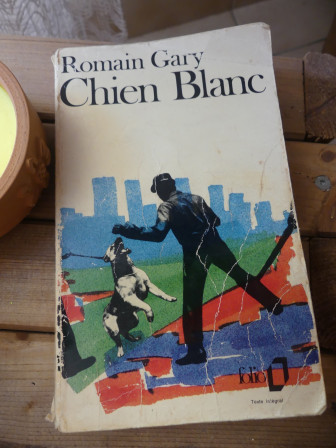 Romain Gary
Chien Blanc
folio
Texte intégral